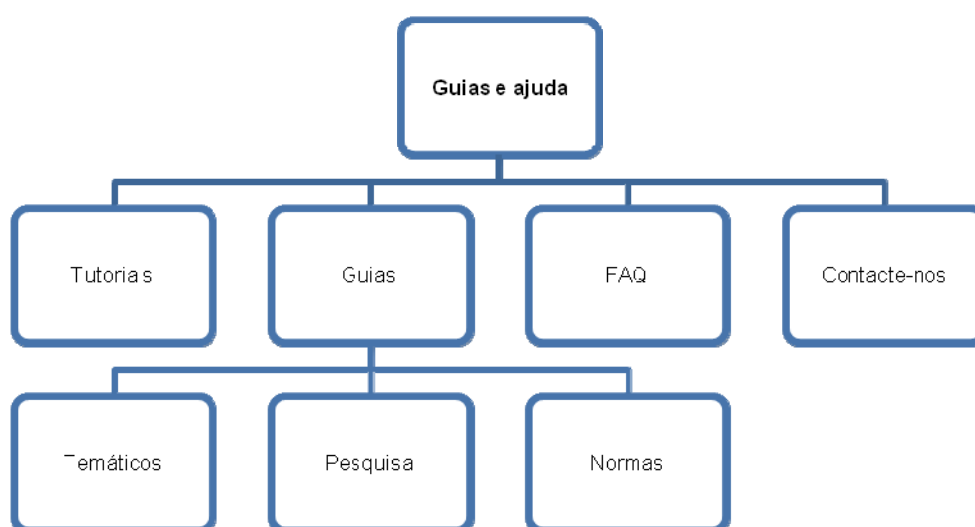 Guias e ajuda
Tutorias
Guias
FAQ
Contacte-nos
Temáticos
Pesquisa
Normas